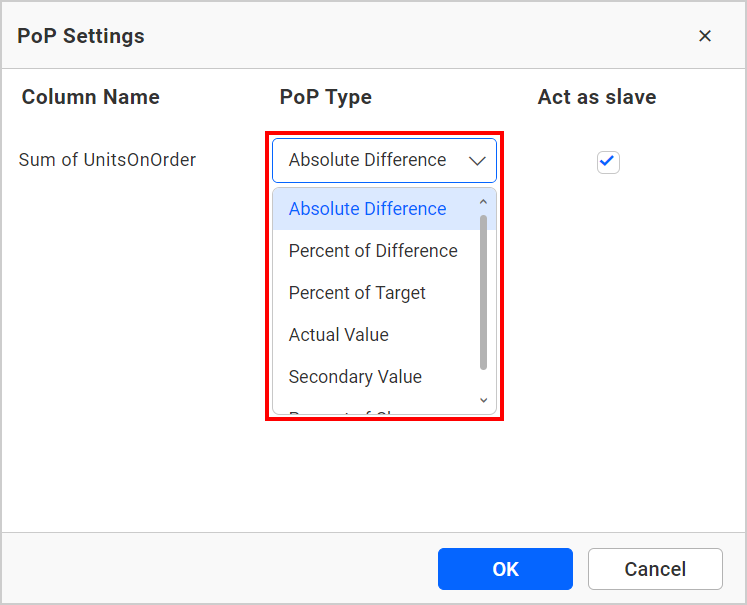 PoP Settings
Column Name PoP Type Act as slave
Sum of UnitsOnOrder Absolute Difference
Absolute Difference
Percent of Difference
Percent of Target
Actual Value
Secondary Value
OK Cancel